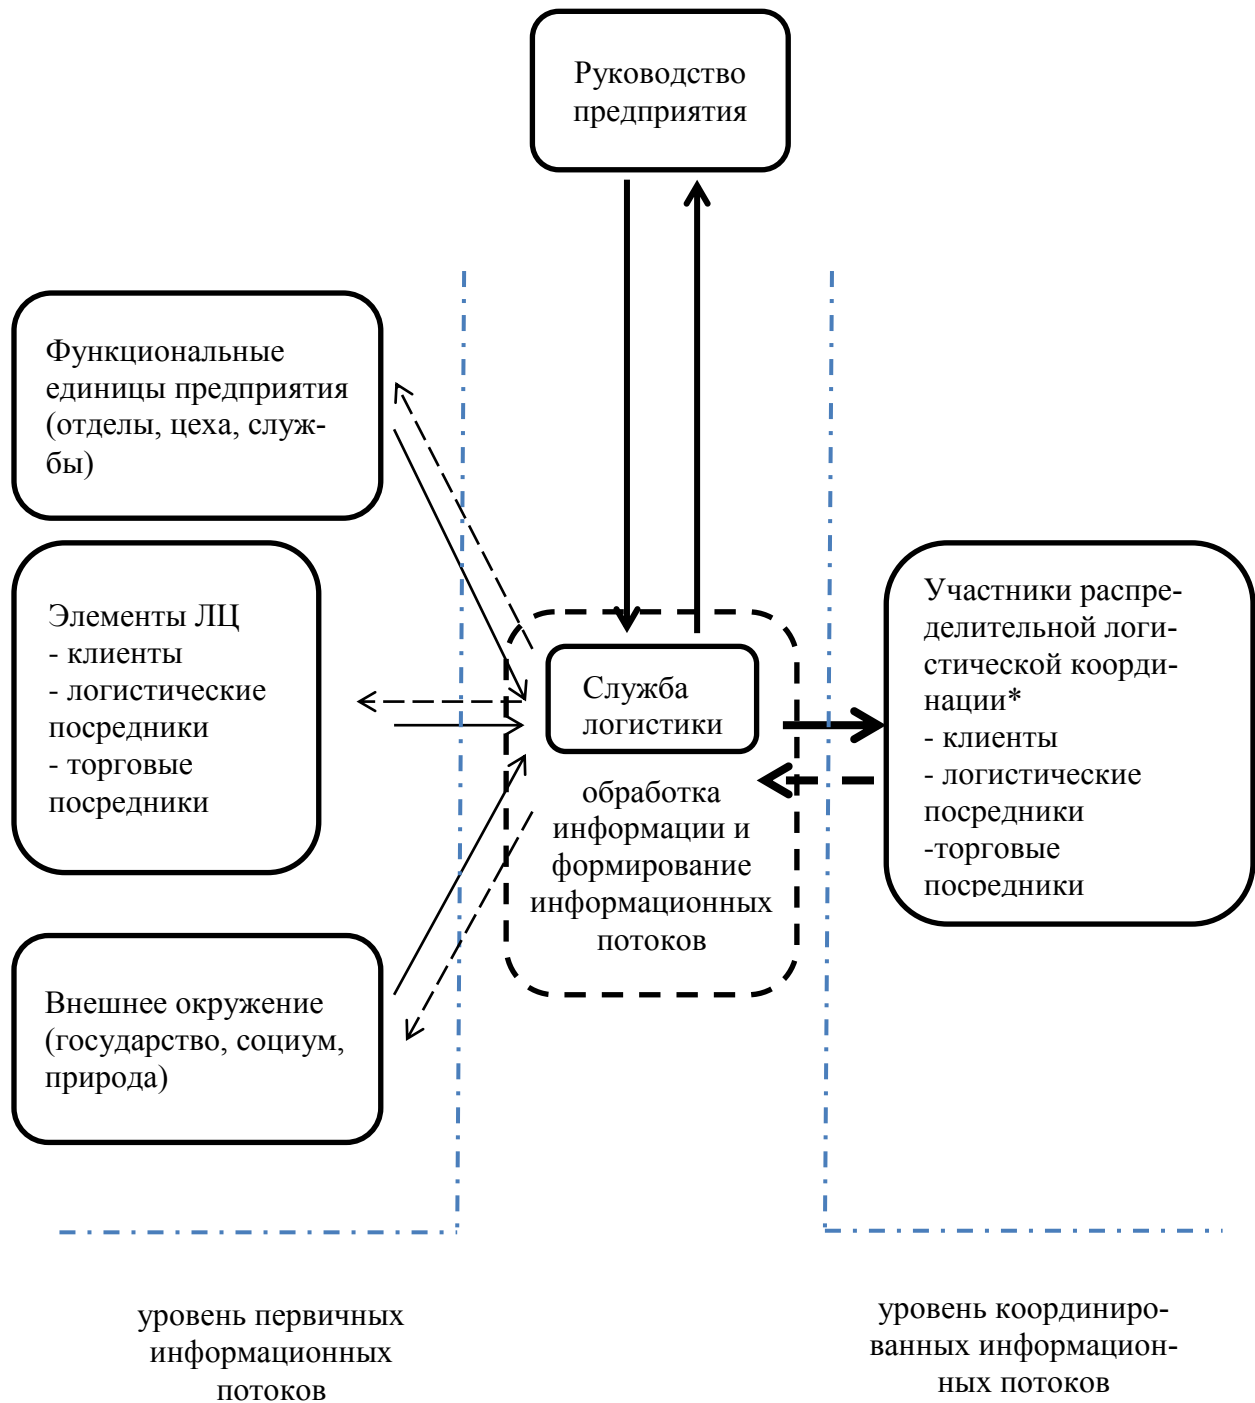 Руководство
предприятия
Функциональные
единицы предприятия
(отделы, цеха, служ-
бы)
Элементы ЛЦ
- клиенты
- логистические
посредники
- торговые
посредники
Внешнее окружение
(государство, социум,
природа)
Служба
логистики
обработка
информации и
формирование
информационных
потоков
Участники распре-
делительной логи-
стической коорди-
нации*
- клиенты
- логистические
посредники
-торговые
посредники
уровень первичных
информационных
потоков
уровень координиро-
ванных информацион-
ных потоков